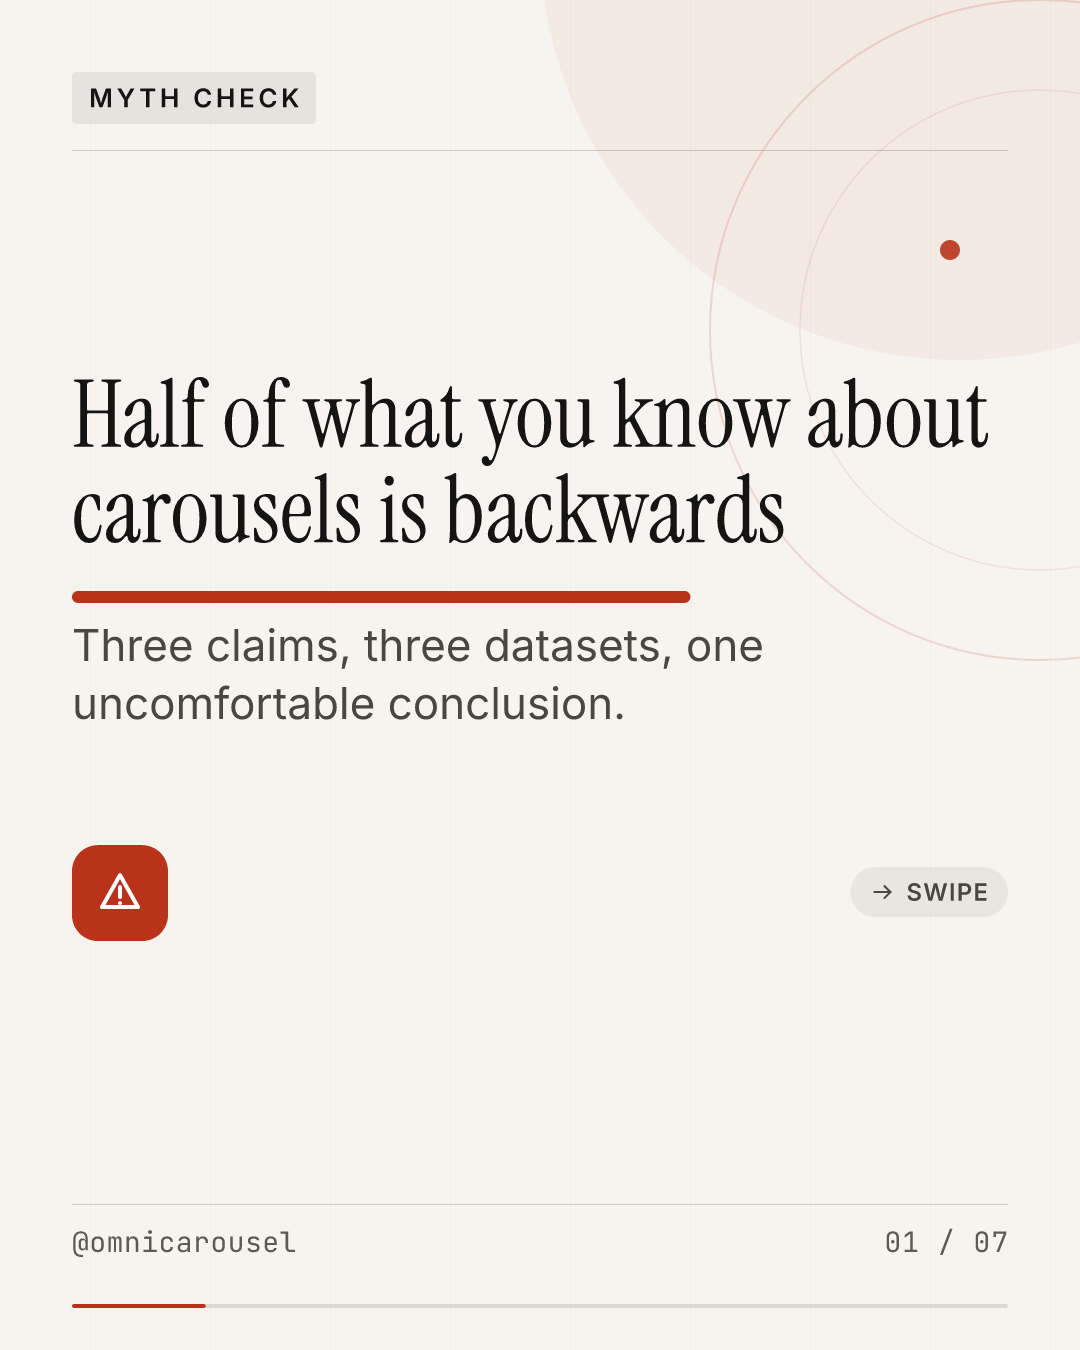 MYTH CHECK
Half of what you know about
carousels is backwards
Three claims, three datasets, one
uncomfortable conclusion.
→ SWIPE
@omnicarousel
01 / 07